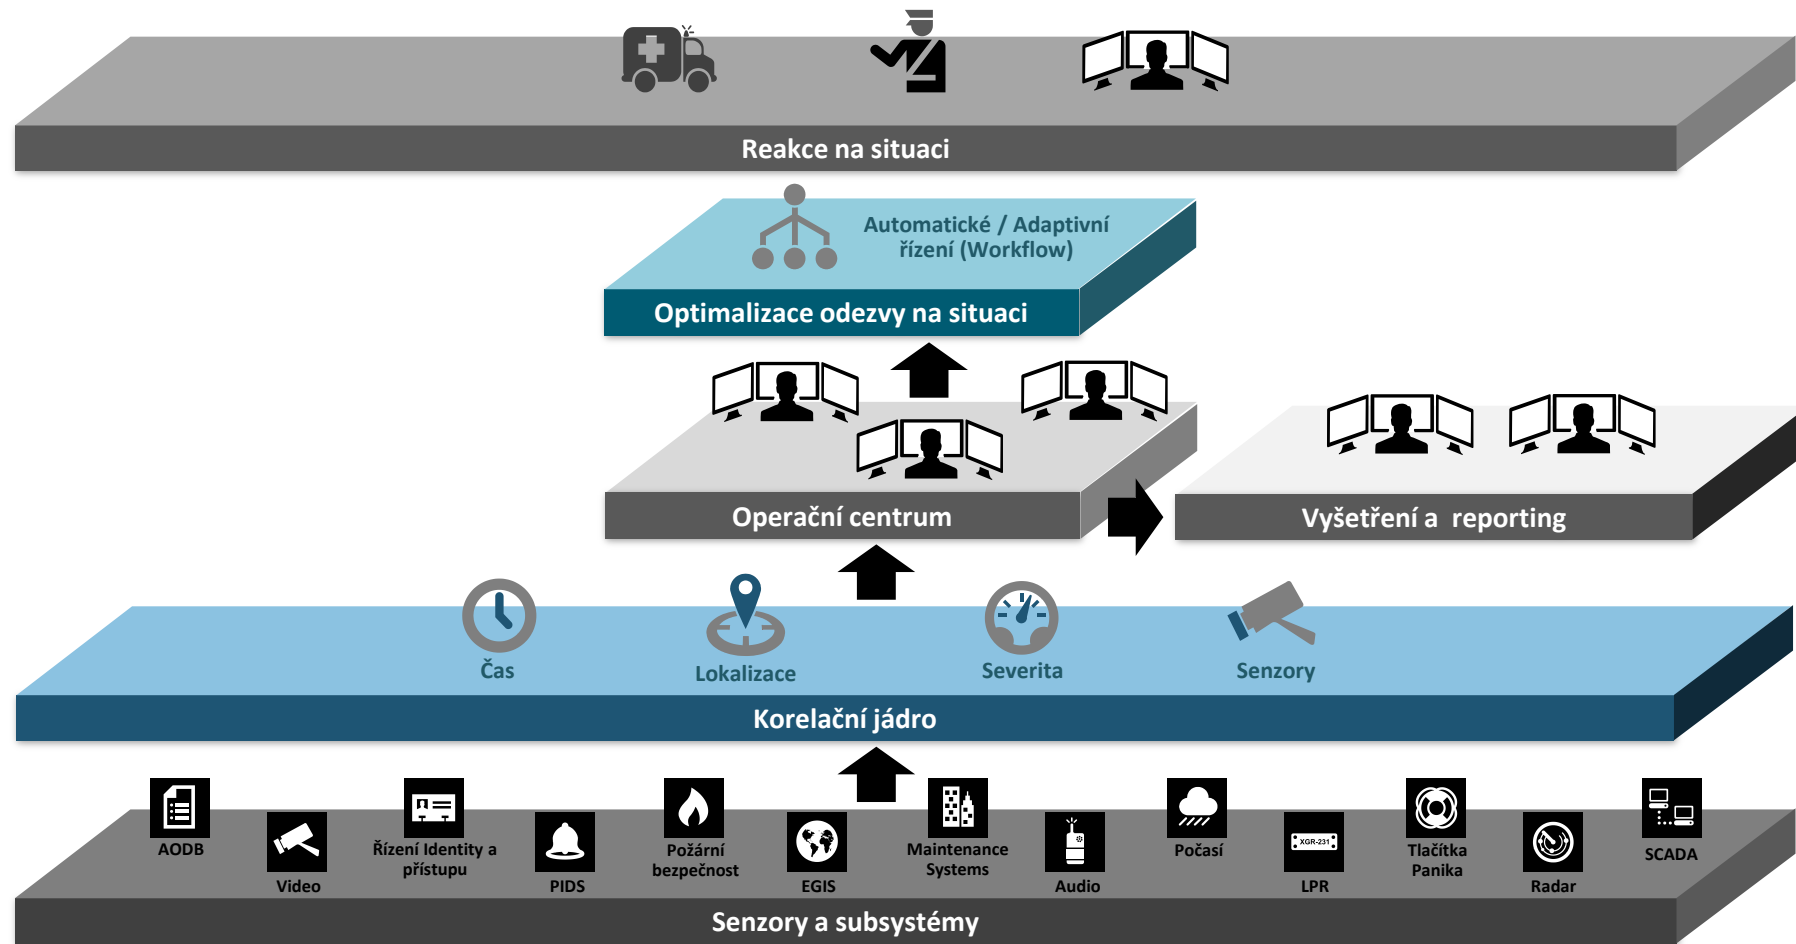 Reakce na situaci
Automatické / Adaptivní
řízení (Workflow)
Optimalizace odezvy na situaci
Operační centrum
Vyšetření a  reporting
Čas
Lokalizace
Severita
Senzory
Korelační jádro
AODB
Video
Řízení Identity a
přístupu
PIDS
Požární
bezpečnost
EGIS
Maintenance
Systems
Audio
Počasí
XGR-231
LPR
Tlačítka
Panika
Radar
SCADA
Senzory a subsystémy